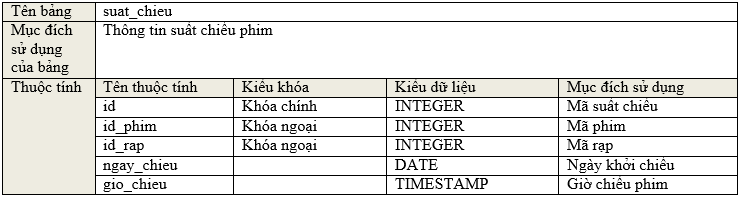 Tên bảng suat_chieu
Mục đích Thông tin suất chiếu phim
sử dụng
của bảng
Thuộc tính Tên thuộc tính Kiểu khóa Kiểu dữ liệu Mục đích sử dụng
id Khóa chính INTEGER Mã suất chiếu
id_phim Khóa ngoại INTEGER Mã phim
id_rap Khóa ngoại INTEGER Mã rạp
ngay_chieu DATE Ngày khởi chiếu
gio_chieu TIMESTAMP Giờ chiếu phim